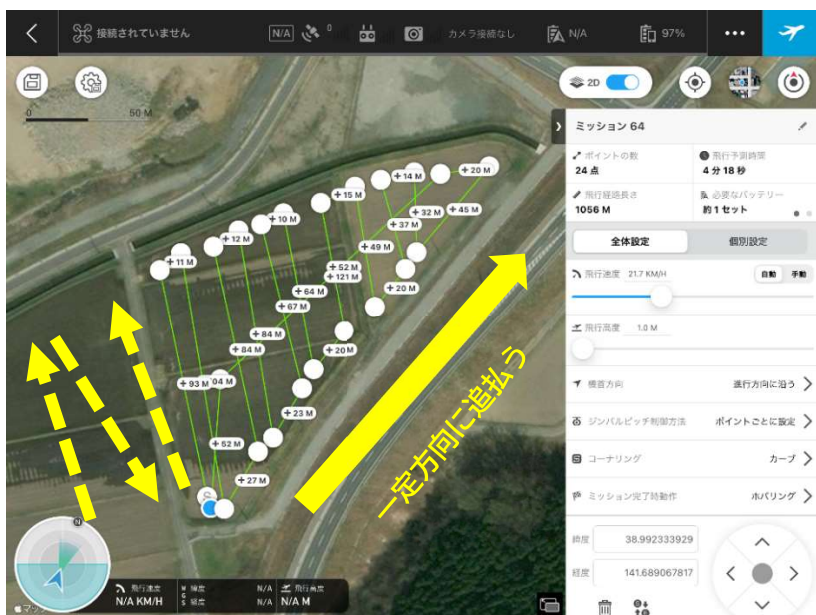 接続されていません
N/A
0
カメラ接続なし
N/A
97%
2D
0 50 M
ミッション 64
ポイントの数
24 点
飛行予測時間
4 分 18 秒
飛行経路長さ
1056 M
必要なバッテリー
約 1 セット
全体設定
個別設定
飛行速度 21.7 KM/H
自動 手動
飛行高度 1.0 M
機首方向 進行方向に沿う
ジンバルピッチ制御方法 ポイントごとに設定
コーナリング カーブ
ミッション完了時動作 ホバリング
緯度 38.992333929
経度 141.689067817
+ 20 M
+ 14 M
+ 15 M
+ 45 M
+ 32 M
+ 10 M
+ 37 M
+ 12 M
+ 49 M
+ 11 M
+ 52 M
+ 121 M
+ 20 M
+ 64 M
+ 67 M
+ 84 M
+ 84 M
+ 20 M
+ 93 M
04 M
+ 23 M
+ 52 M
+ 27 M
S
一定方向に追払う
N
飛行速度
N/A KM/H
W
G
S
緯度 N/A
経度 N/A
飛行高度
N/A M
マップ